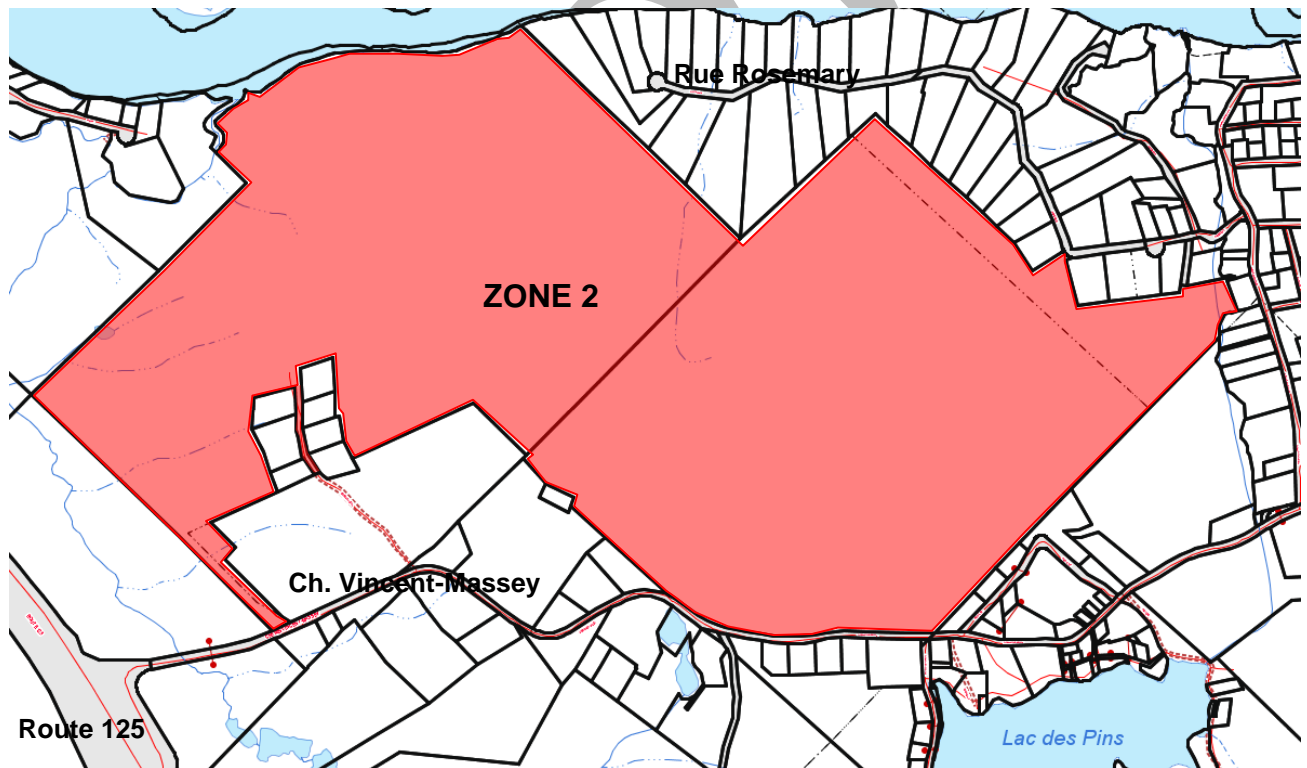 Rue Rosemary
ZONE 2
Ch. Vincent-Massey
Route 125
Lac des Pins